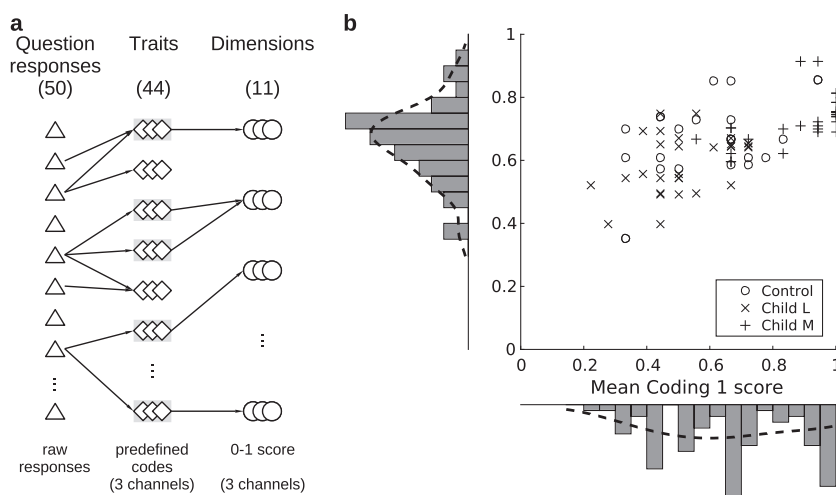 a
Question
responses
(50)
Traits
(44)
Dimensions
(11)
raw
responses
predefined
codes
(3 channels)
0-1 score
(3 channels)
b
1
0.8
0.6
0.4
0.2
0
0
0.2
0.4
0.6
0.8
1
Control
Child L
Child M
Mean Coding 1 score